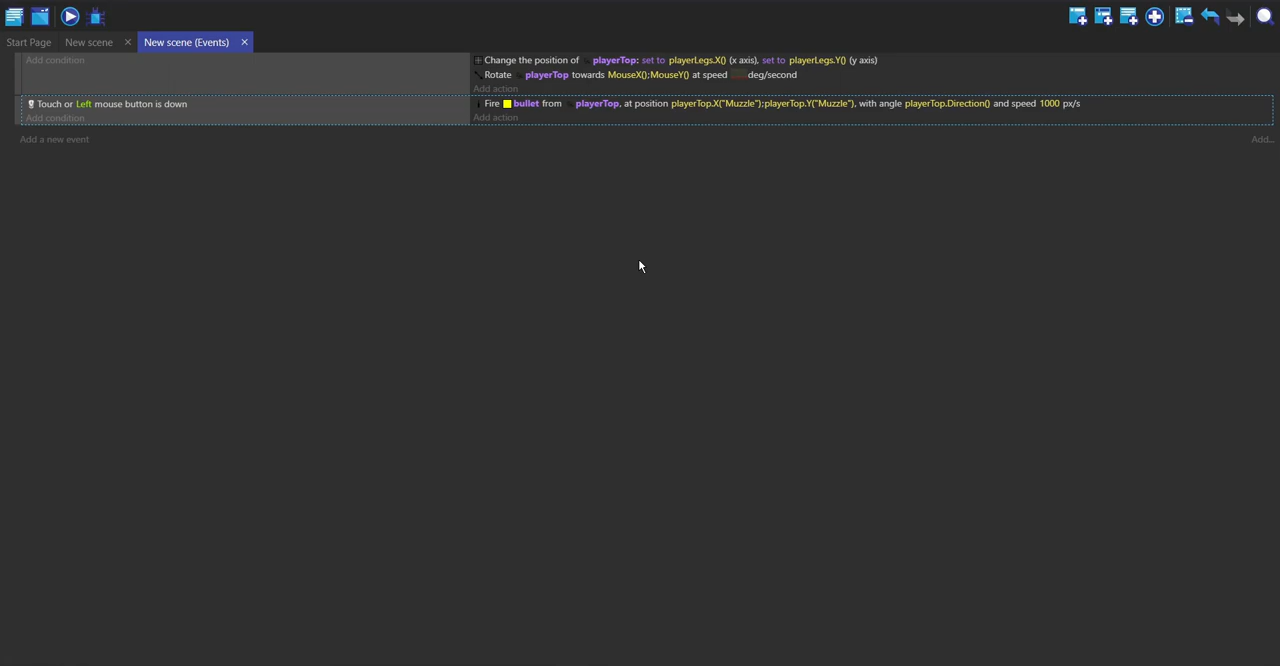 Start Page
New scene
New scene (Events)
Add condition
Change the position of playerTop: set to playerLegs.X() (x axis), set to playerLegs.Y() (y axis)
Rotate playerTop towards MouseX();MouseY() at speed deg/second
Add action
Touch or Left mouse button is down
Add condition
Fire bullet from playerTop, at position playerTop.X("Muzzle");playerTop.Y("Muzzle"), with angle playerTop.Direction() and speed 1000 px/s
Add action
Add a new event
Add...